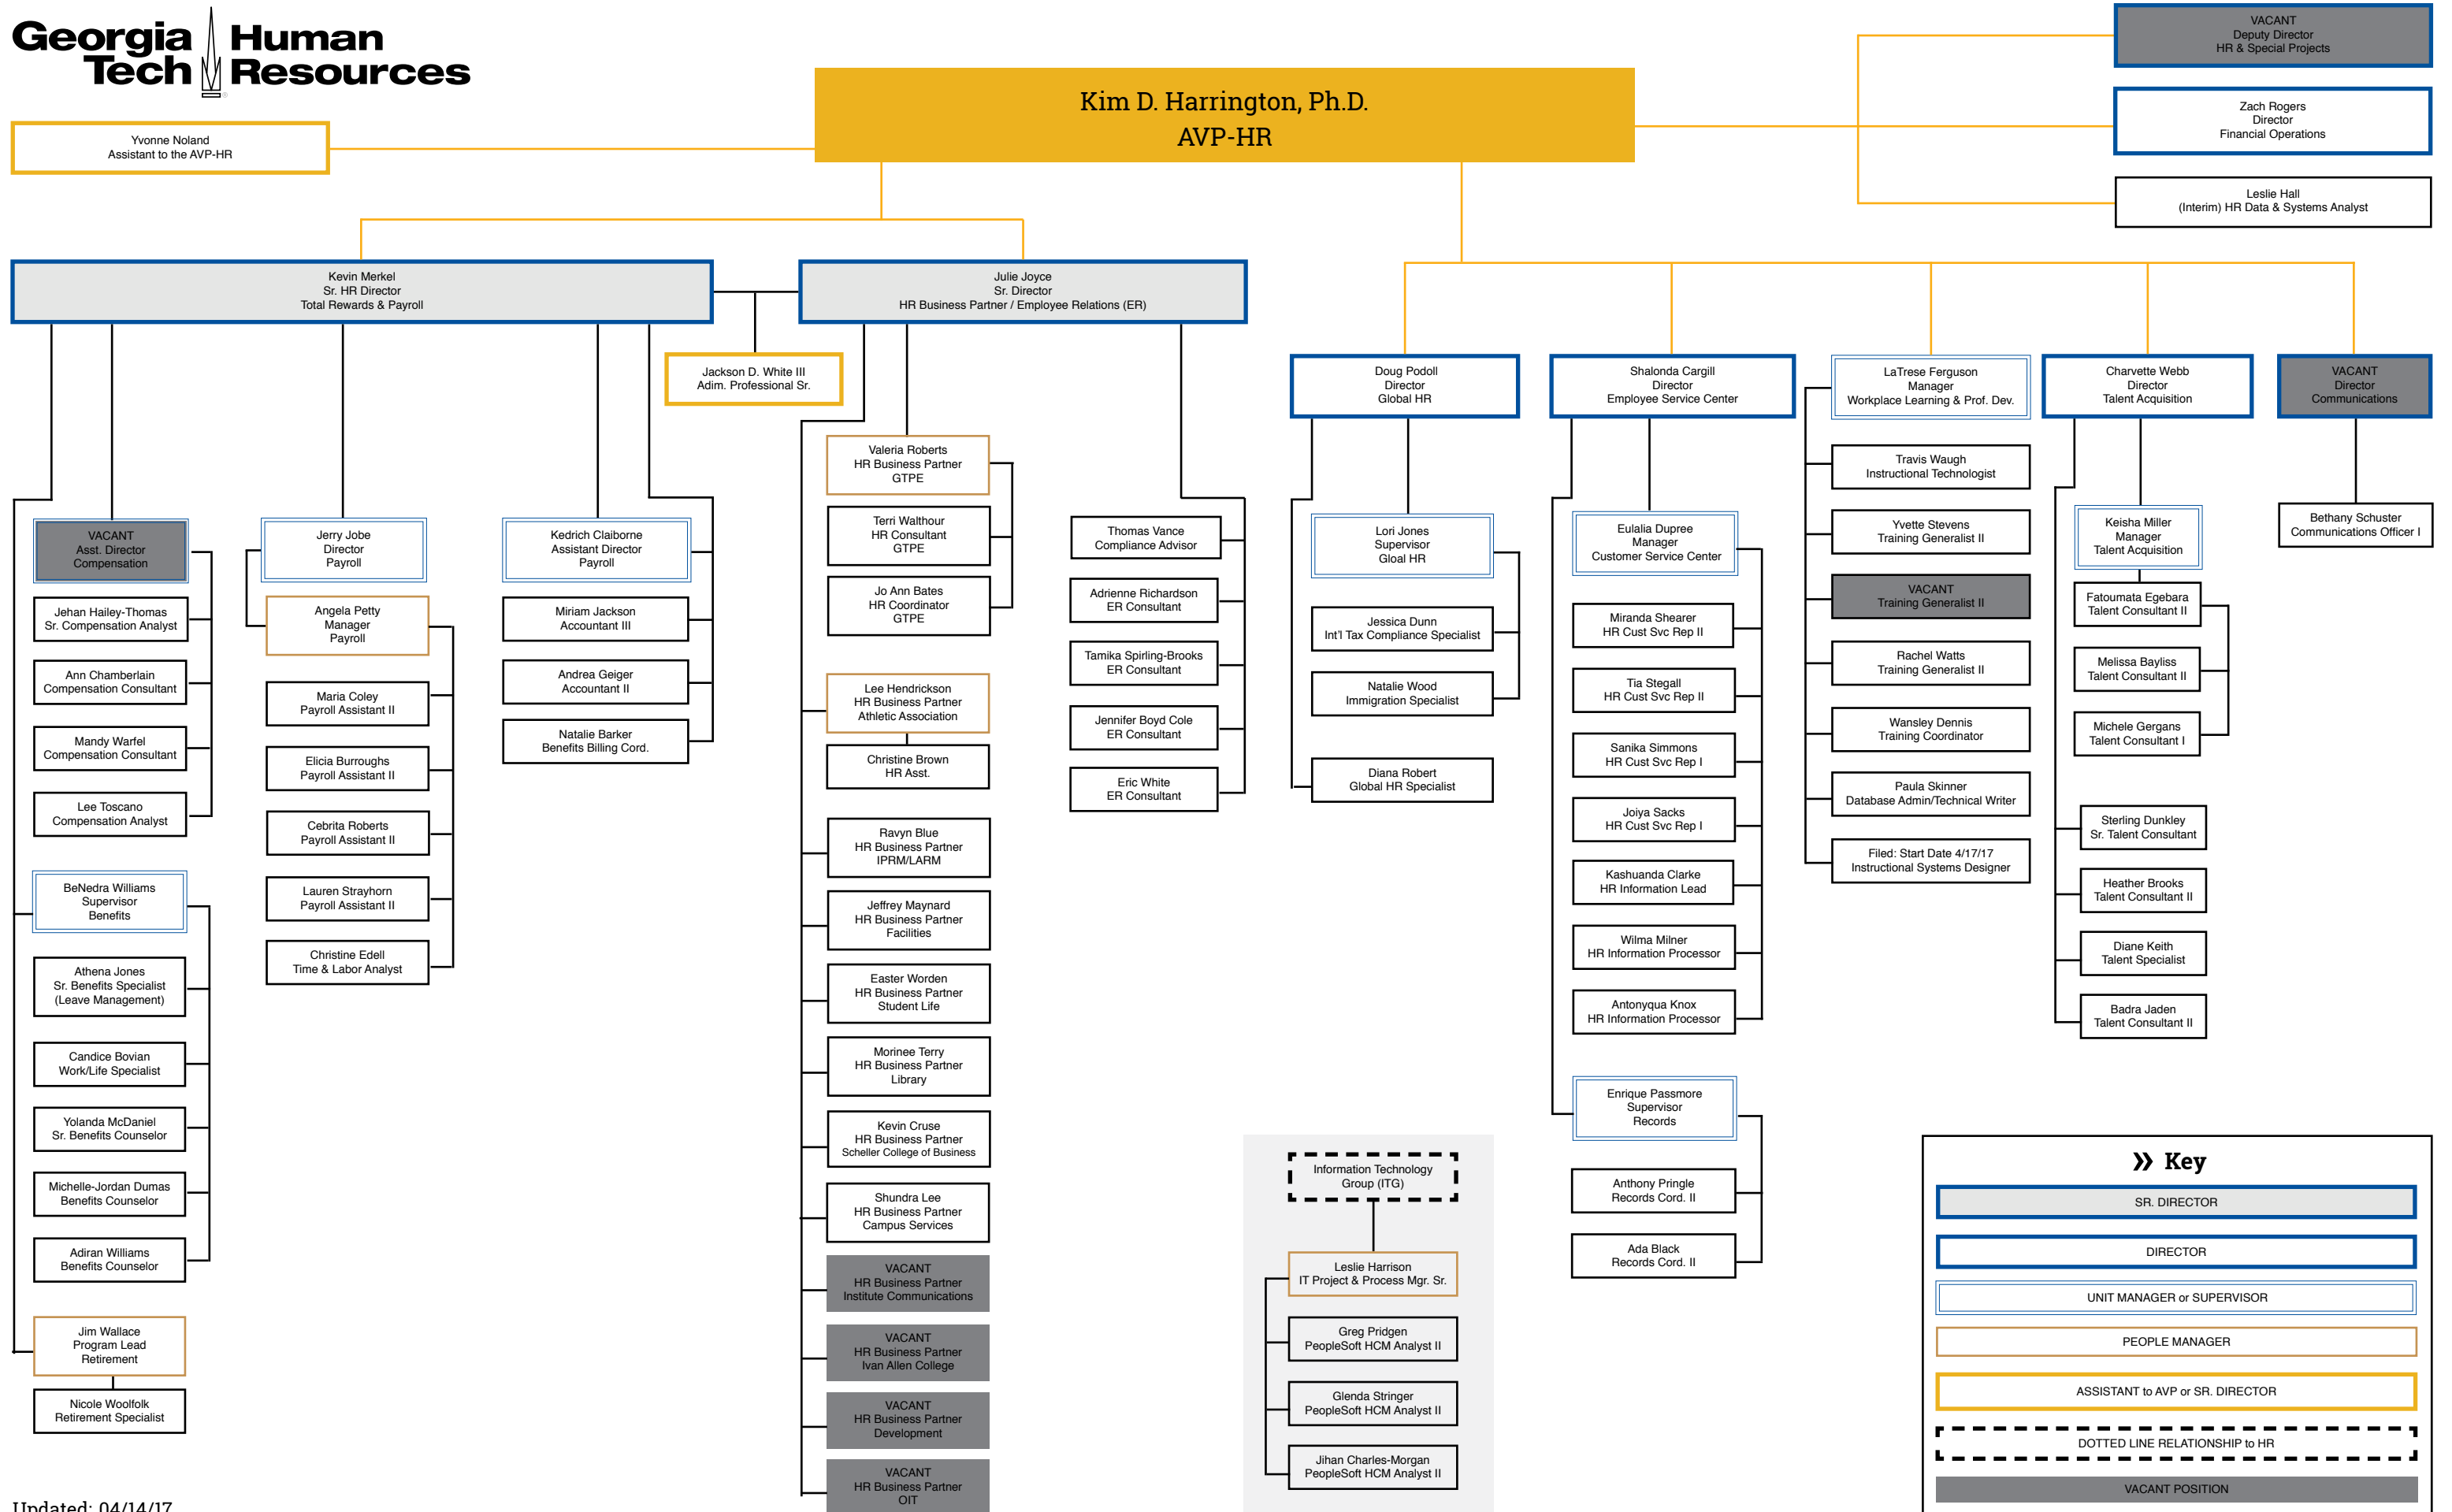 Georgia Tech
Human Resources
®
Kim D. Harrington, Ph.D.
AVP-HR
Yvonne Noland
Assistant to the AVP-HR
VACANT
Deputy Director
HR & Special Projects
Zach Rogers
Director
Financial Operations
Leslie Hall
(Interim) HR Data & Systems Analyst
Kevin Merkel
Sr. HR Director
Total Rewards & Payroll
Julie Joyce
Sr. Director
HR Business Partner / Employee Relations (ER)
Jackson D. White III
Adim. Professional Sr.
VACANT
Asst. Director
Compensation
Jehan Hailey-Thomas
Sr. Compensation Analyst
Ann Chamberlain
Compensation Consultant
Mandy Warfel
Compensation Consultant
Lee Toscano
Compensation Analyst
BeNedra Williams
Supervisor
Benefits
Athena Jones
Sr. Benefits Specialist
(Leave Management)
Candice Bovian
Work/Life Specialist
Yolanda McDaniel
Sr. Benefits Counselor
Michelle-Jordan Dumas
Benefits Counselor
Adiran Williams
Benefits Counselor
Jim Wallace
Program Lead
Retirement
Nicole Woolfolk
Retirement Specialist
Jerry Jobe
Director
Payroll
Angela Petty
Manager
Payroll
Maria Coley
Payroll Assistant II
Elicia Burroughs
Payroll Assistant II
Cebrita Roberts
Payroll Assistant II
Lauren Strayhorn
Payroll Assistant II
Christine Edell
Time & Labor Analyst
Kedrich Claiborne
Assistant Director
Payroll
Miriam Jackson
Accountant III
Andrea Geiger
Accountant II
Natalie Barker
Benefits Billing Cord.
Valeria Roberts
HR Business Partner
GTPE
Terri Walthour
HR Consultant
GTPE
Jo Ann Bates
HR Coordinator
GTPE
Lee Hendrickson
HR Business Partner
Athletic Association
Christine Brown
HR Asst.
Ravyn Blue
HR Business Partner
IPRM/LARM
Jeffrey Maynard
HR Business Partner
Facilities
Easter Worden
HR Business Partner
Student Life
Morinee Terry
HR Business Partner
Library
Kevin Cruse
HR Business Partner
Scheller College of Business
Shundra Lee
HR Business Partner
Campus Services
VACANT
HR Business Partner
Institute Communications
VACANT
HR Business Partner
Ivan Allen College
VACANT
HR Business Partner
Development
VACANT
HR Business Partner
OIT
Thomas Vance
Compliance Advisor
Adrienne Richardson
ER Consultant
Tamika Spirling-Brooks
ER Consultant
Jennifer Boyd Cole
ER Consultant
Eric White
ER Consultant
Doug Podoll
Director
Global HR
Lori Jones
Supervisor
Gloal HR
Jessica Dunn
Int'l Tax Compliance Specialist
Natalie Wood
Immigration Specialist
Diana Robert
Global HR Specialist
Information Technology
Group (ITG)
Leslie Harrison
IT Project & Process Mgr. Sr.
Greg Pridgen
PeopleSoft HCM Analyst II
Glenda Stringer
PeopleSoft HCM Analyst II
Jihan Charles-Morgan
PeopleSoft HCM Analyst II
Shalonda Cargill
Director
Employee Service Center
Eulalia Dupree
Manager
Customer Service Center
Miranda Shearer
HR Cust Svc Rep II
Tia Stegall
HR Cust Svc Rep II
Sanika Simmons
HR Cust Svc Rep I
Joiya Sacks
HR Cust Svc Rep I
Kashuanda Clarke
HR Information Lead
Wilma Milner
HR Information Processor
Antonyqua Knox
HR Information Processor
Enrique Passmore
Supervisor
Records
Anthony Pringle
Records Cord. II
Ada Black
Records Cord. II
LaTrese Ferguson
Manager
Workplace Learning & Prof. Dev.
Travis Waugh
Instructional Technologist
Yvette Stevens
Training Generalist II
VACANT
Training Generalist II
Rachel Watts
Training Generalist II
Wansley Dennis
Training Coordinator
Paula Skinner
Database Admin/Technical Writer
Filed: Start Date 4/17/17
Instructional Systems Designer
Charvette Webb
Director
Talent Acquisition
Keisha Miller
Manager
Talent Acquisition
Fatoumata Egebara
Talent Consultant II
Melissa Bayliss
Talent Consultant II
Michele Gergans
Talent Consultant I
Sterling Dunkley
Sr. Talent Consultant
Heather Brooks
Talent Consultant II
Diane Keith
Talent Specialist
Badra Jaden
Talent Consultant II
VACANT
Director
Communications
Bethany Schuster
Communications Officer I
» Key
SR. DIRECTOR
DIRECTOR
UNIT MANAGER or SUPERVISOR
PEOPLE MANAGER
ASSISTANT to AVP or SR. DIRECTOR
DOTTED LINE RELATIONSHIP to HR
VACANT POSITION
Updated: 04/14/17